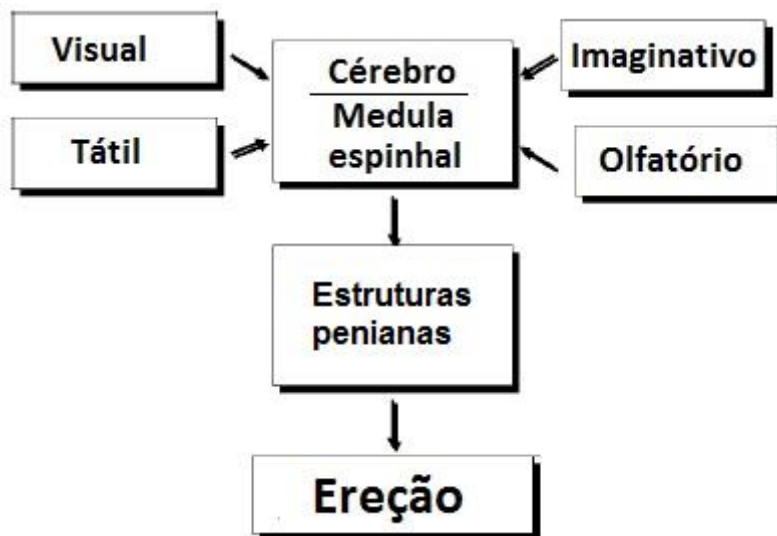 Visual
Cérebro
Imaginativo
Tátil
Medula
espinhal
Olfatório
Estruturas
penianas
Ereção